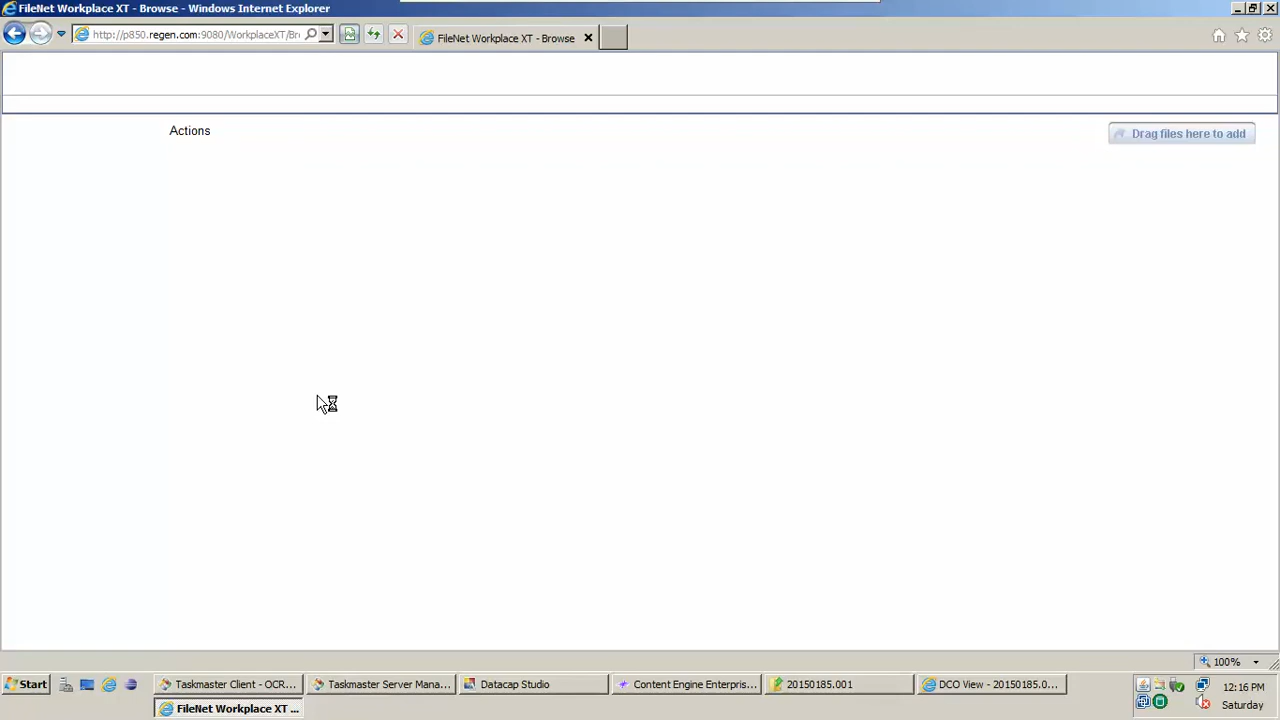 FileNet Workplace XT - Browse - Windows Internet Explorer
http://p850.regen.com:9080/WorkplaceXT/Br
FileNet Workplace XT - Browse
Actions
Drag files here to add
100%
Start
Taskmaster Client - OCR...
Taskmaster Server Mana...
Datacap Studio
Content Engine Enterpris...
20150185.001
DCO View - 20150185.0...
12:16 PM
FileNet Workplace XT ...
Saturday